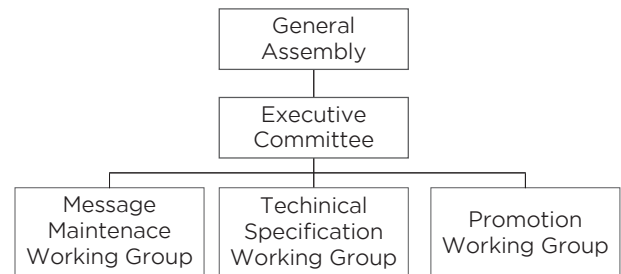 General
Assembly
Executive
Committee
Message
Maintenace
Working Group
Techinical
Specification
Working Group
Promotion
Working Group